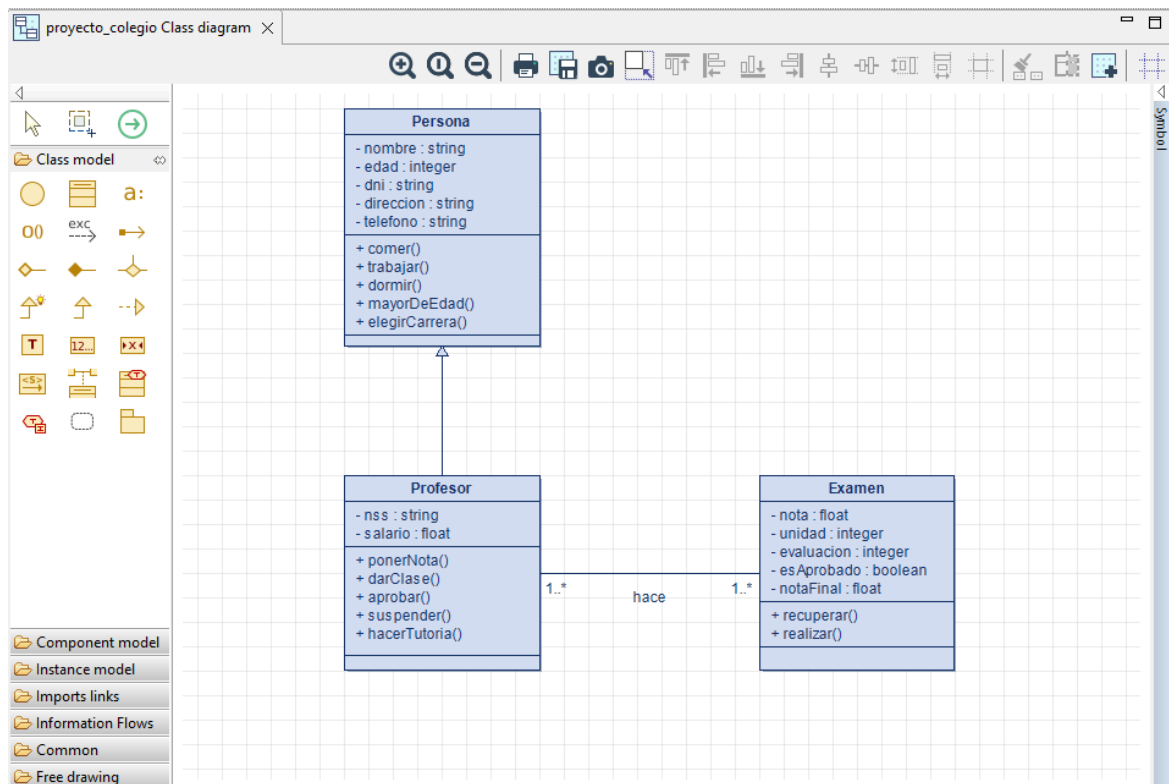 proyecto_colegio Class diagram
Class model
a:
O()
exc
T
12...
X
<S>
T
T
Component model
Instance model
Imports links
Information Flows
Common
Free drawing
Persona
- nombre : string
- edad : integer
- dni : string
- direccion : string
- telefono : string
+ comer()
+ trabajar()
+ dormir()
+ mayorDeEdad()
+ elegirCarrera()
Profesor
- nss : string
- salario : float
+ ponerNota()
+ darClase()
+ aprobar()
+ suspender()
+ hacerTutoria()
1..*
hace
1..*
Examen
- nota : float
- unidad : integer
- evaluacion : integer
- esAprobado : boolean
- notaFinal : float
+ recuperar()
+ realizar()
Symbol